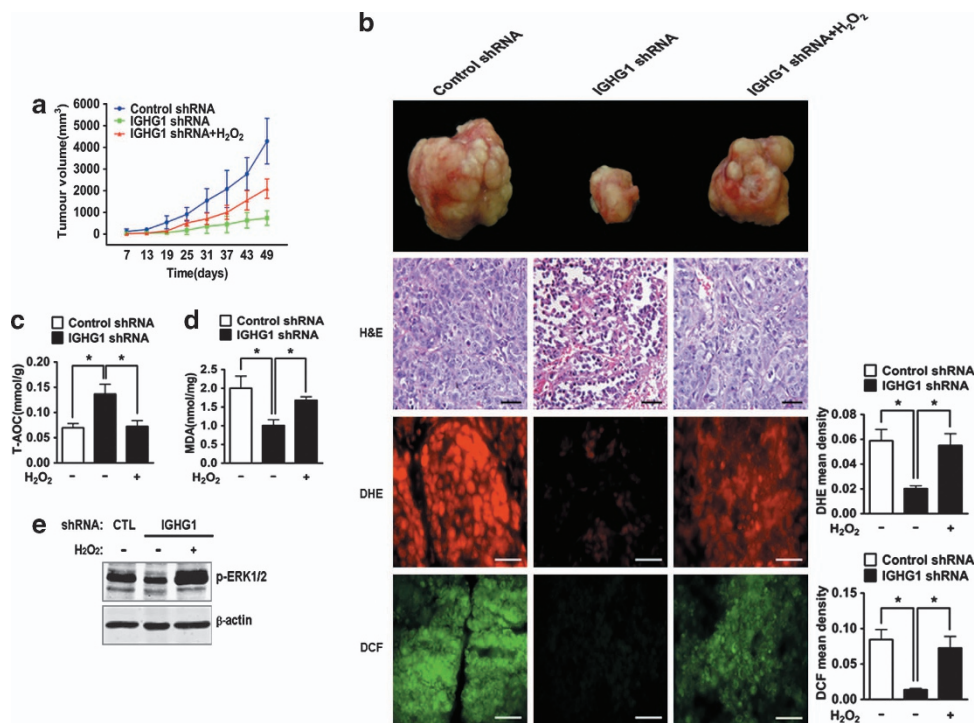 a
Control shRNA
IGHG1 shRNA
IGHG1 shRNA+H₂O₂
Tumour volume(mm³)
6000
5000
4000
3000
2000
1000
0
7 13 19 25 31 37 43 49
Time(days)
b
Control shRNA
IGHG1 shRNA
IGHG1 shRNA+H₂O₂
H&E
DHE
DCF
c
Control shRNA
IGHG1 shRNA
T-AOC(mmol/g)
0.20
0.15
0.10
0.05
0.00
* *
H₂O₂ – – +
d
Control shRNA
IGHG1 shRNA
MDA(nmol/mg)
2.5
2.0
1.5
1.0
0.5
0.0
* *
H₂O₂ – – +
e
shRNA: CTL IGHG1
H₂O₂: - - +
p-ERK1/2
β-actin
Control shRNA
IGHG1 shRNA
DHE mean density
0.08
0.06
0.04
0.02
0.00
* *
H₂O₂ – – +
Control shRNA
IGHG1 shRNA
DCF mean density
0.15
0.10
0.05
0.00
* *
H₂O₂ – – +